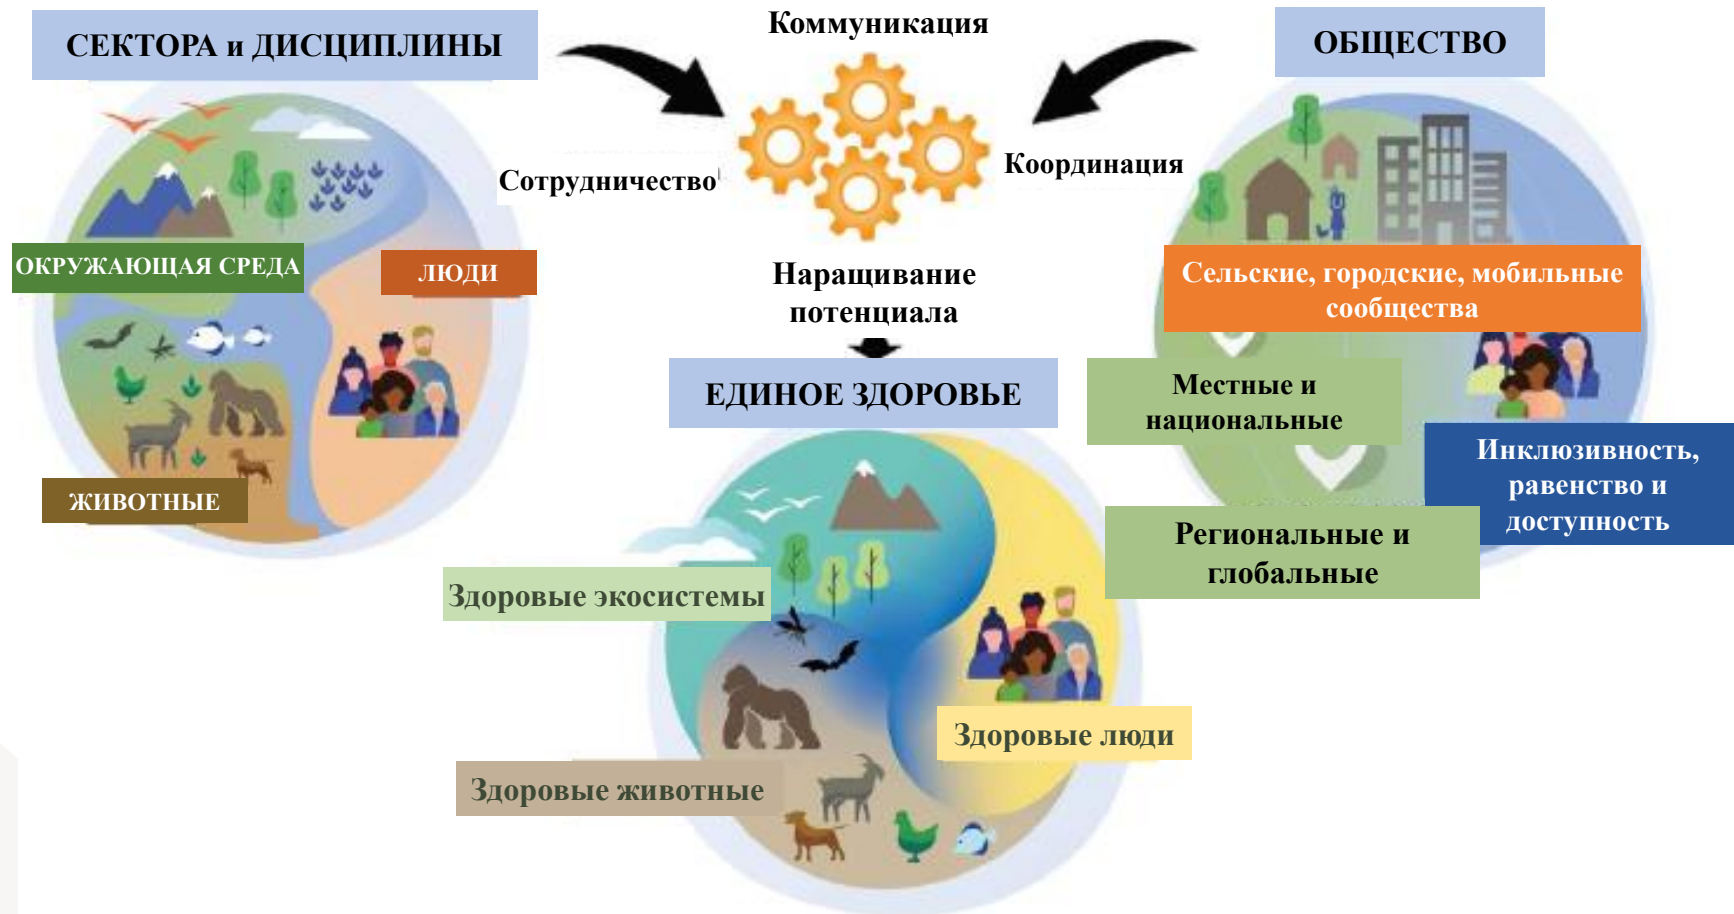 СЕКТОРА и ДИСЦИПЛИНЫ
Коммуникация
ОБЩЕСТВО
Сотрудничество
Координация
ОКРУЖАЮЩАЯ СРЕДА
ЛЮДИ
ЖИВОТНЫЕ
Наращивание
потенциала
Сельские, городские, мобильные
сообщества
Местные и
национальные
Инклюзивность,
равенство и
доступность
Региональные и
глобальные
ЕДИНОЕ ЗДОРОВЬЕ
Здоровые экосистемы
Здоровые люди
Здоровые животные